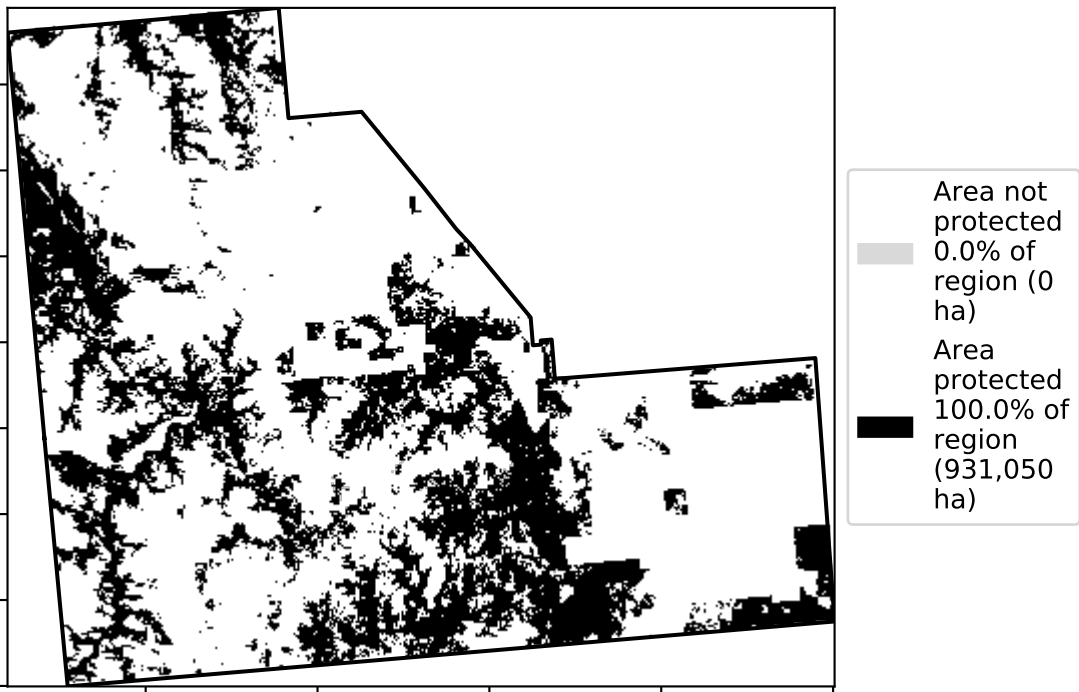 Area not
protected
0.0% of
region (0
ha)
Area
protected
100.0% of
region
(931,050
ha)